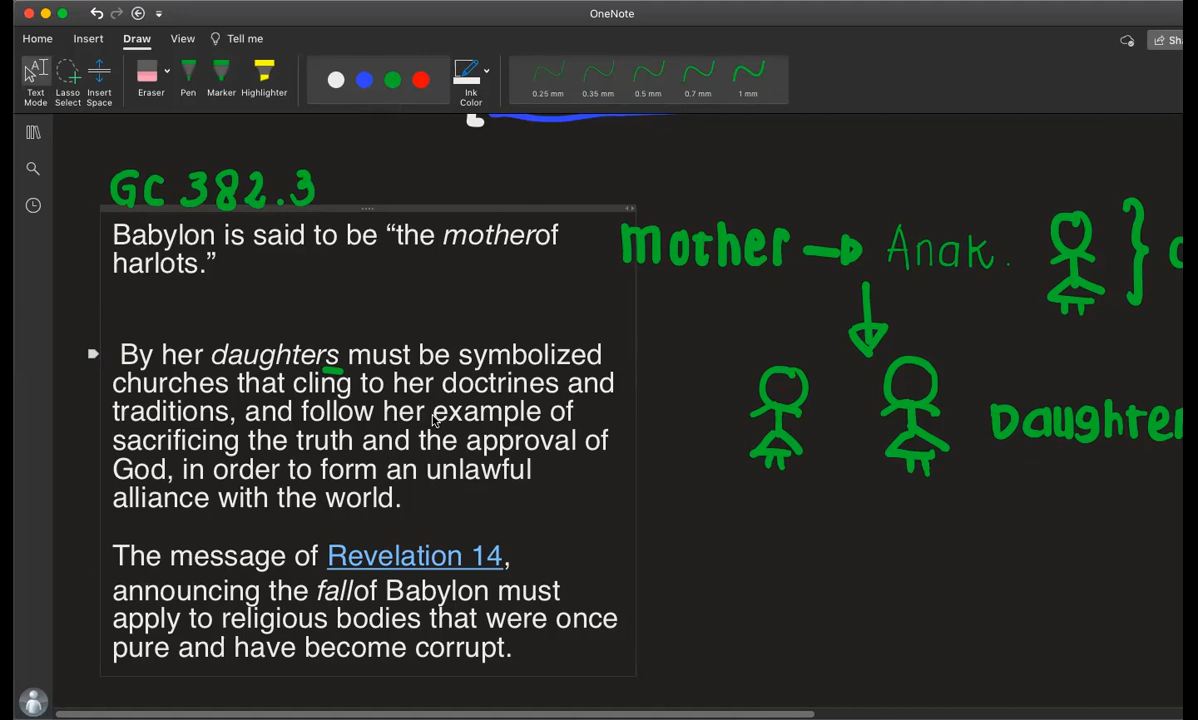 OneNote
Home Insert Draw View Tell me
Sha
Text Mode
Lasso Select
Insert Space
Eraser
Pen
Marker
Highlighter
Ink Color
0.25 mm 0.35 mm 0.5 mm 0.7 mm 1 mm
GC 382.3
Babylon is said to be “the motherof
harlots.”
By her daughters must be symbolized
churches that cling to her doctrines and
traditions, and follow her example of
sacrificing the truth and the approval of
God, in order to form an unlawful
alliance with the world.
The message of Revelation 14,
announcing the fallof Babylon must
apply to religious bodies that were once
pure and have become corrupt.
mother → Anak.
Daughter